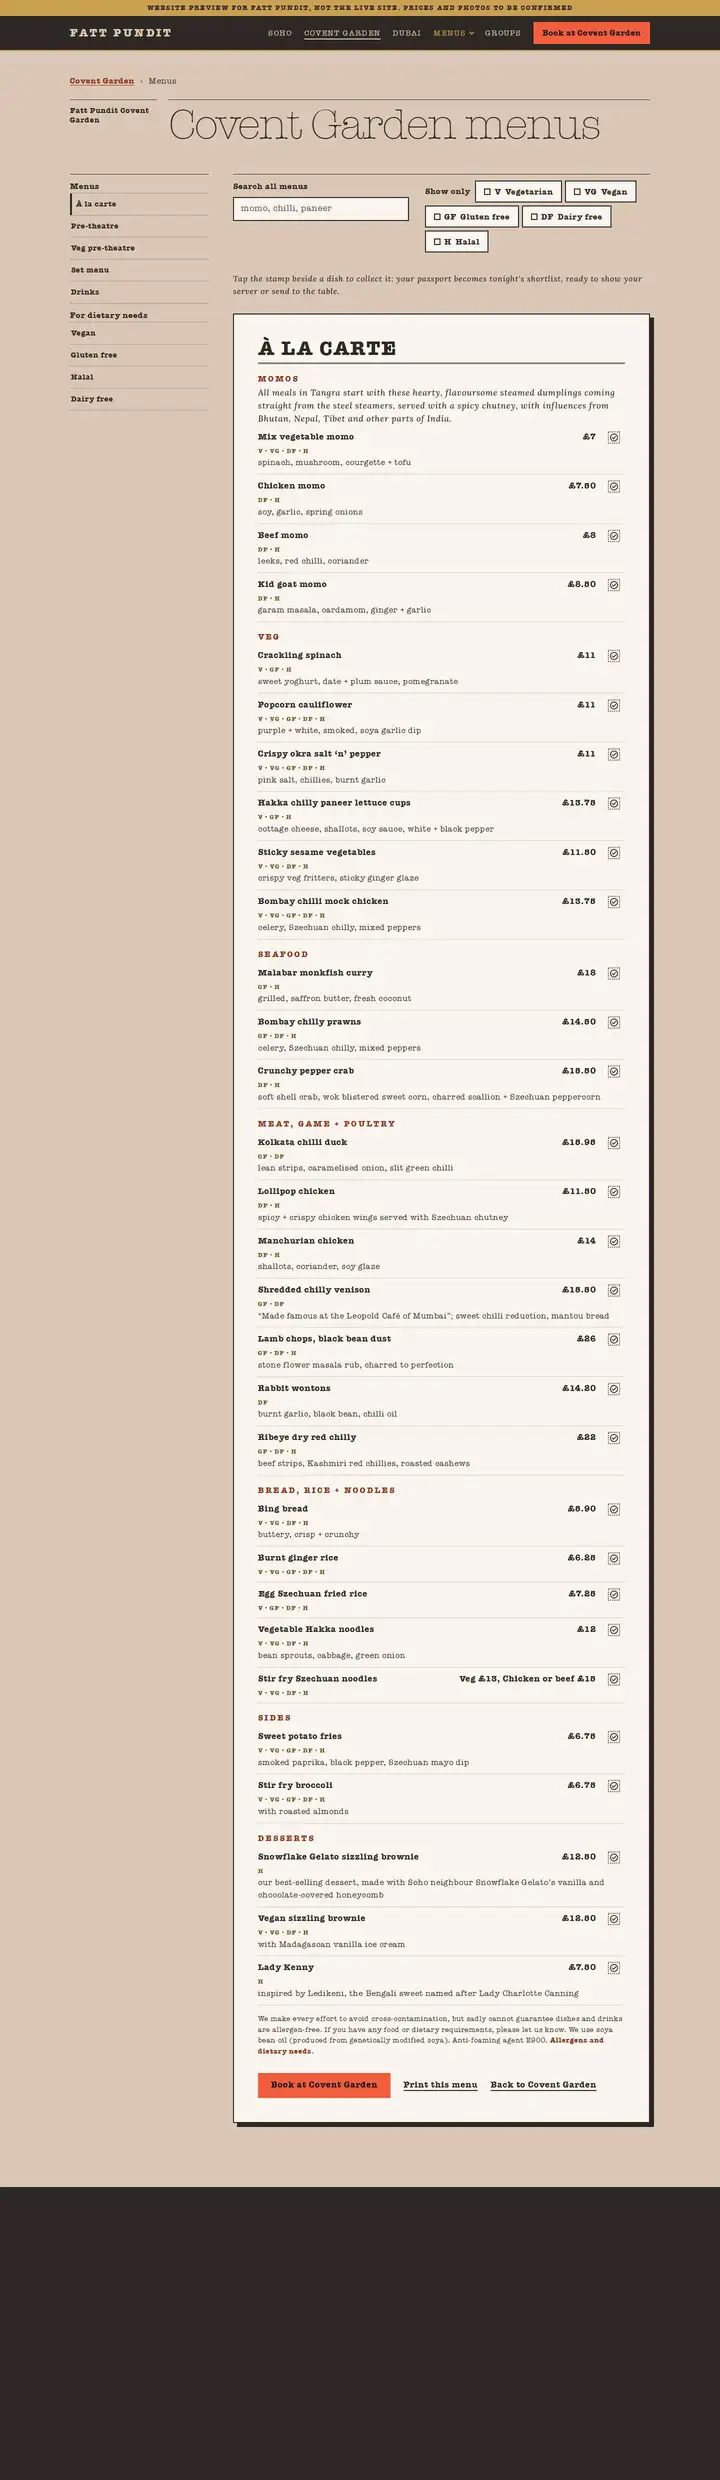 WEBSITE PREVIEW FOR FATT PUNDIT, NOT THE LIVE SITE. PRICES AND PHOTOS TO BE CONFIRMED
FATT PUNDIT
SOHO
COVENT GARDEN
DUBAI
MENUS
GROUPS
Book at Covent Garden
Covent Garden › Menus
Fatt Pundit Covent
Garden
Covent Garden menus
Menus
À la carte
Pre-theatre
Veg pre-theatre
Set menu
Drinks
For dietary needs
Vegan
Gluten free
Halal
Dairy free
Search all menus
momo, chilli, paneer
Show only
V Vegetarian
VG Vegan
GF Gluten free
DF Dairy free
H Halal
Tap the stamp beside a dish to collect it: your passport becomes tonight's shortlist, ready to show your
server or send to the table.
À LA CARTE
MOMOS
All meals in Tangra start with these hearty, flavoursome steamed dumplings coming
straight from the steel steamers, served with a spicy chutney, with influences from
Bhutan, Nepal, Tibet and other parts of India.
Mix vegetable momo £7
V · VG · DF · H
spinach, mushroom, courgette + tofu
Chicken momo £7.50
DF · H
soy, garlic, spring onions
Beef momo £8
DF · H
leeks, red chilli, coriander
Kid goat momo £8.50
DF · H
garam masala, cardamom, ginger + garlic
VEG
Crackling spinach £11
V · GF · H
sweet yoghurt, date + plum sauce, pomegranate
Popcorn cauliflower £11
V · VG · GF · DF · H
purple + white, smoked, soya garlic dip
Crispy okra salt ‘n’ pepper £11
V · VG · GF · DF · H
pink salt, chillies, burnt garlic
Hakka chilly paneer lettuce cups £13.75
V · GF · H
cottage cheese, shallots, soy sauce, white + black pepper
Sticky sesame vegetables £11.50
V · VG · DF · H
crispy veg fritters, sticky ginger glaze
Bombay chilli mock chicken £13.75
V · VG · GF · DF · H
celery, Szechuan chilly, mixed peppers
SEAFOOD
Malabar monkfish curry £18
GF · H
grilled, saffron butter, fresh coconut
Bombay chilly prawns £14.50
GF · DF · H
celery, Szechuan chilly, mixed peppers
Crunchy pepper crab £15.50
DF · H
soft shell crab, wok blistered sweet corn, charred scallion + Szechuan peppercorn
MEAT, GAME + POULTRY
Kolkata chilli duck £15.95
GF · DF
lean strips, caramelised onion, slit green chilli
Lollipop chicken £11.50
DF · H
spicy + crispy chicken wings served with Szechuan chutney
Manchurian chicken £14
DF · H
shallots, coriander, soy glaze
Shredded chilly venison £15.50
GF · DF
“Made famous at the Leopold Café of Mumbai”; sweet chilli reduction, mantou bread
Lamb chops, black bean dust £26
GF · DF · H
stone flower masala rub, charred to perfection
Rabbit wontons £14.20
DF
burnt garlic, black bean, chilli oil
Ribeye dry red chilly £22
GF · DF · H
beef strips, Kashmiri red chillies, roasted cashews
BREAD, RICE + NOODLES
Bing bread £5.90
V · VG · DF · H
buttery, crisp + crunchy
Burnt ginger rice £6.25
V · VG · GF · DF · H
Egg Szechuan fried rice £7.25
V · GF · DF · H
Vegetable Hakka noodles £12
V · VG · DF · H
bean sprouts, cabbage, green onion
Stir fry Szechuan noodles Veg £13, Chicken or beef £15
V · VG · DF · H
SIDES
Sweet potato fries £6.75
V · VG · GF · DF · H
smoked paprika, black pepper, Szechuan mayo dip
Stir fry broccoli £6.75
V · VG · GF · DF · H
with roasted almonds
DESSERTS
Snowflake Gelato sizzling brownie £12.50
H
our best-selling dessert, made with Soho neighbour Snowflake Gelato's vanilla and
chocolate-covered honeycomb
Vegan sizzling brownie £12.50
V · VG · DF · H
with Madagascan vanilla ice cream
Lady Kenny £7.50
H
inspired by Ledikeni, the Bengali sweet named after Lady Charlotte Canning
We make every effort to avoid cross-contamination, but sadly cannot guarantee dishes and drinks
are allergen-free. If you have any food or dietary requirements, please let us know. We use soya
bean oil (produced from genetically modified soya). Anti-foaming agent E900. Allergens and
dietary needs.
Book at Covent Garden
Print this menu
Back to Covent Garden